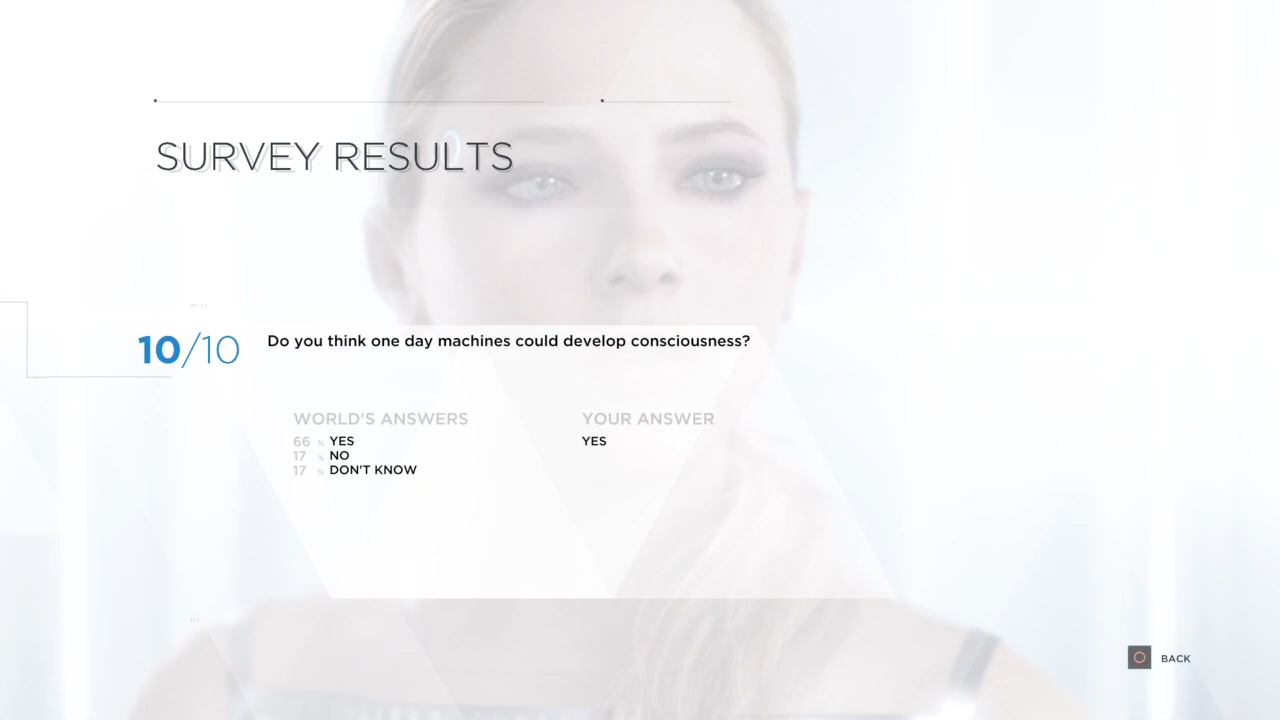 SURVEY RESULTS
10/10
Do you think one day machines could develop consciousness?
WORLD'S ANSWERS
66 % YES
17 % NO
17 % DON'T KNOW
YOUR ANSWER
YES
BACK